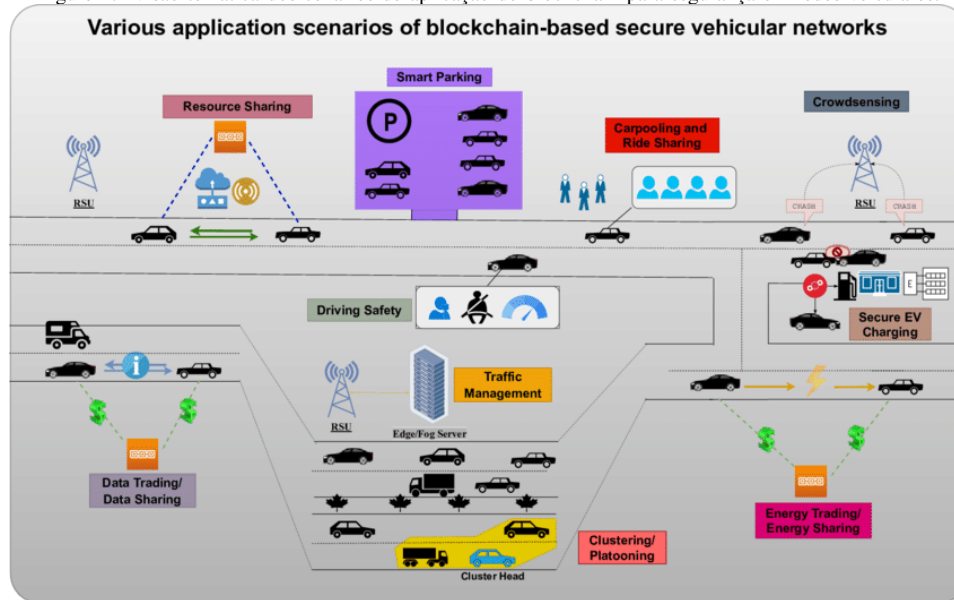 Various application scenarios of blockchain-based secure vehicular networks
Smart Parking
Resource Sharing
Crowdsensing
P
Carpooling and
Ride Sharing
RSU
RSU
CRASH
CRASH
Driving Safety
E
Secure EV
Charging
i
Traffic
Management
RSU
Edge/Fog Server
$
$
$
$
Data Trading/
Data Sharing
Energy Trading/
Energy Sharing
Clustering/
Platooning
Cluster Head